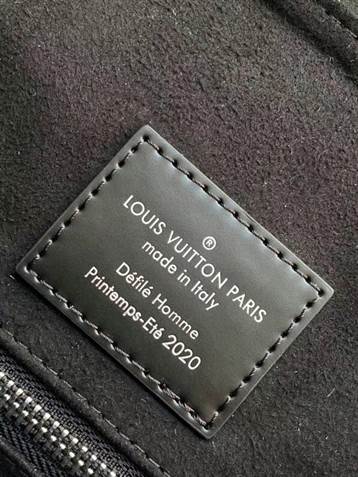 ®
LOUIS VUITTON PARIS
made in Italy
Défilé Homme
Printemps-Eté 2020